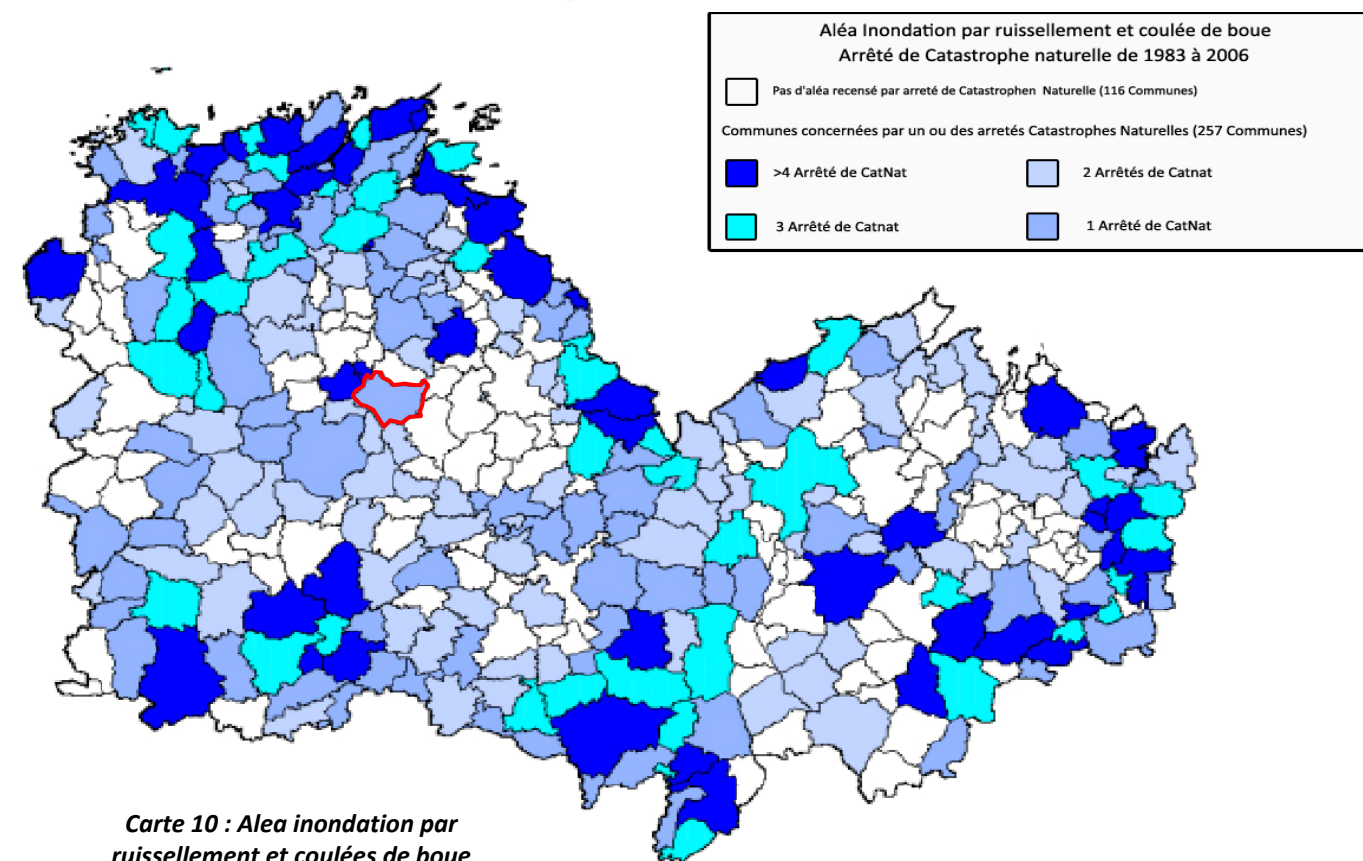 Aléa Inondation par ruissellement et coulée de boue
Arrêté de Catastrophe naturelle de 1983 à 2006
Pas d'aléa recensé par arreté de Catastrophen Naturelle (116 Communes)
Communes concernées par un ou des arretés Catastrophes Naturelles (257 Communes)
>4 Arrêté de CatNat
2 Arrêtés de Catnat
3 Arrêté de Catnat
1 Arrêté de CatNat
Carte 10 : Alea inondation par
ruissellement et coulées de boue